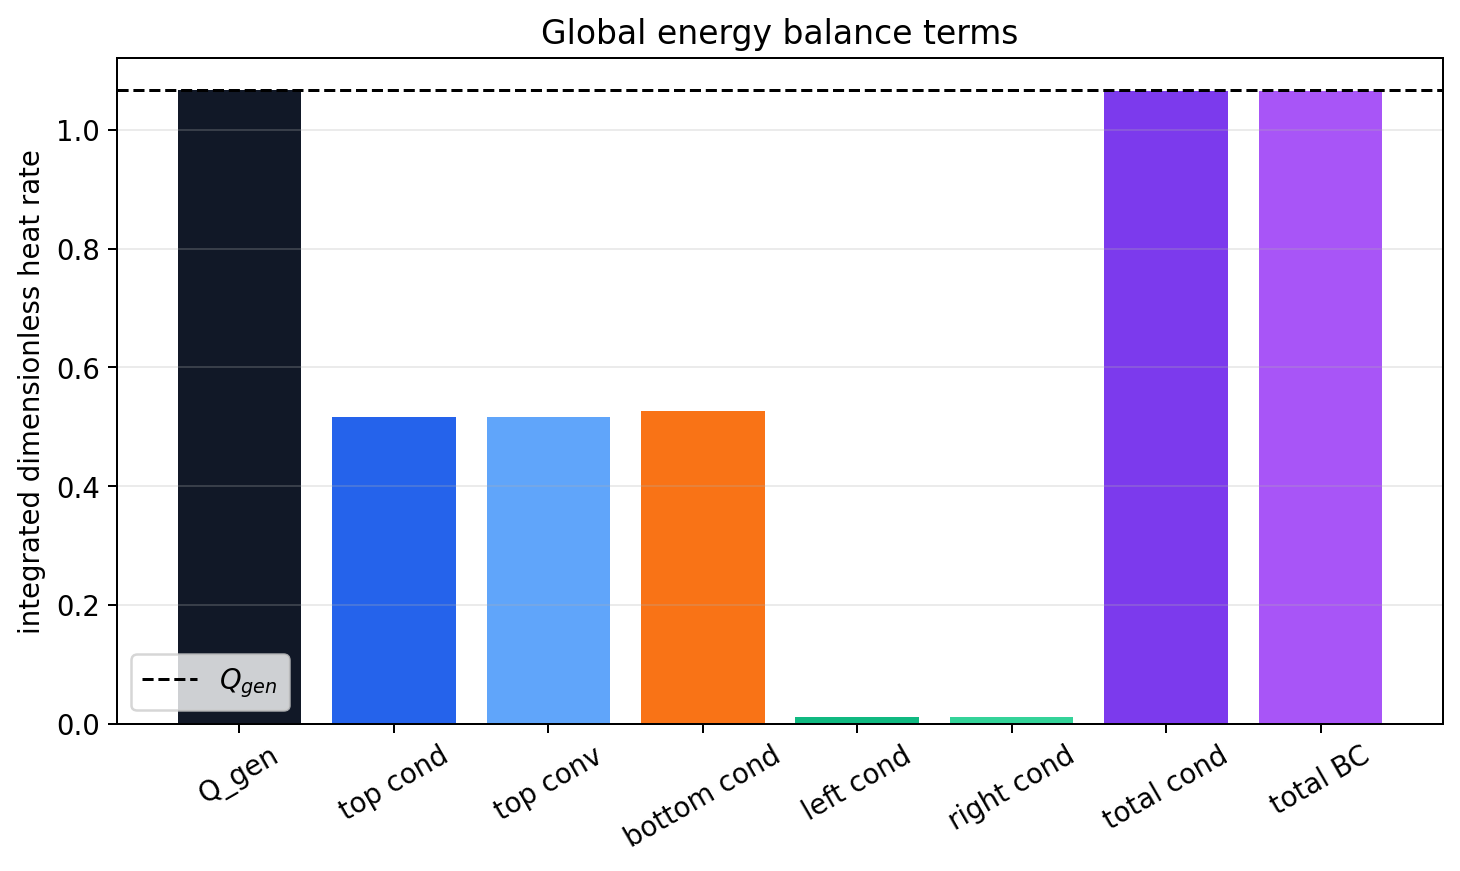 Global energy balance terms
integrated dimensionless heat rate
1.0
0.8
0.6
0.4
0.2
0.0
Q_gen
Q_gen
top cond
top conv
bottom cond
left cond
right cond
total cond
total BC